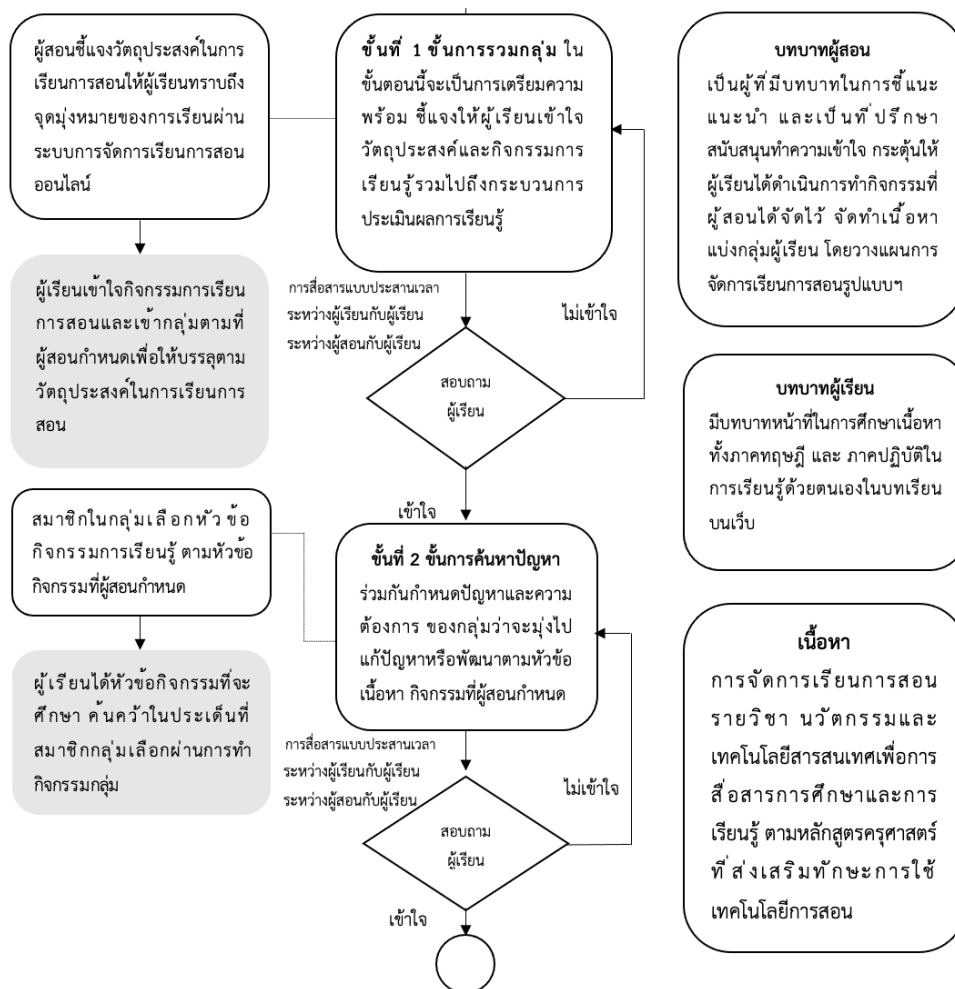 ผู้สอนชี้แจงวัตถุประสงค์ในการ
เรียนการสอนให้ผู้เรียนทราบถึง
จุดมุ่งหมายของการเรียนผ่าน
ระบบการจัดการเรียนการสอน
ออนไลน์
ผู้เรียนเข้าใจกิจกรรมการเรียน
การสอนและเข้ากลุ่มตามที่
ผู้สอนกำหนดเพื่อให้บรรลุตาม
วัตถุประสงค์ในการเรียนการ
สอน
ขั้นที่ 1 ขั้นการรวมกลุ่ม ใน
ขั้นตอนนี้จะเป็นการเตรียมความ
พร้อม ชี้แจงให้ผู้เรียนเข้าใจ
วัตถุประสงค์และกิจกรรมการ
เรียนรู้รวมไปถึงกระบวนการ
ประเมินผลการเรียนรู้
การสื่อสารแบบประสานเวลา
ระหว่างผู้เรียนกับผู้เรียน
ระหว่างผู้สอนกับผู้เรียน
ไม่เข้าใจ
สอบถาม
ผู้เรียน
เข้าใจ
สมาชิกในกลุ่มเลือกหัว ข้อ
กิจกรรมการเรียนรู้ ตามหัวข้อ
กิจกรรมที่ผู้สอนกำหนด
ผู้เรียนได้หัวข้อกิจกรรมที่จะ
ศึกษา ค้นคว้าในประเด็นที่
สมาชิกกลุ่มเลือกผ่านการทำ
กิจกรรมกลุ่ม
ขั้นที่ 2 ขั้นการค้นหาปัญหา
ร่วมกันกำหนดปัญหาและความ
ต้องการ ของกลุ่มว่าจะมุ่งไป
แก้ปัญหาหรือพัฒนาตามหัวข้อ
เนื้อหา กิจกรรมที่ผู้สอนกำหนด
การสื่อสารแบบประสานเวลา
ระหว่างผู้เรียนกับผู้เรียน
ระหว่างผู้สอนกับผู้เรียน
ไม่เข้าใจ
สอบถาม
ผู้เรียน
เข้าใจ
บทบาทผู้สอน
เป็นผู้ที่มีบทบาทในการชี้แนะ
แนะนำ และเป็นที่ปรึกษา
สนับสนุนทำความเข้าใจ กระตุ้นให้
ผู้เรียนได้ดำเนินการทำกิจกรรมที่
ผู้สอนได้จัดไว้ จัดทำเนื้อหา
แบ่งกลุ่มผู้เรียน โดยวางแผนการ
จัดการเรียนการสอนรูปแบบฯ
บทบาทผู้เรียน
มีบทบาทหน้าที่ในการศึกษาเนื้อหา
ทั้งภาคทฤษฎี และ ภาคปฏิบัติใน
การเรียนรู้ด้วยตนเองในบทเรียน
บนเว็บ
เนื้อหา
การจัดการเรียนการสอน
รายวิชา นวัตกรรมและ
เทคโนโลยีสารสนเทศเพื่อการ
สื่อสารการศึกษาและการ
เรียนรู้ ตามหลักสูตรครุศาสตร์
ที่ส่งเสริมทักษะการใช้
เทคโนโลยีการสอน